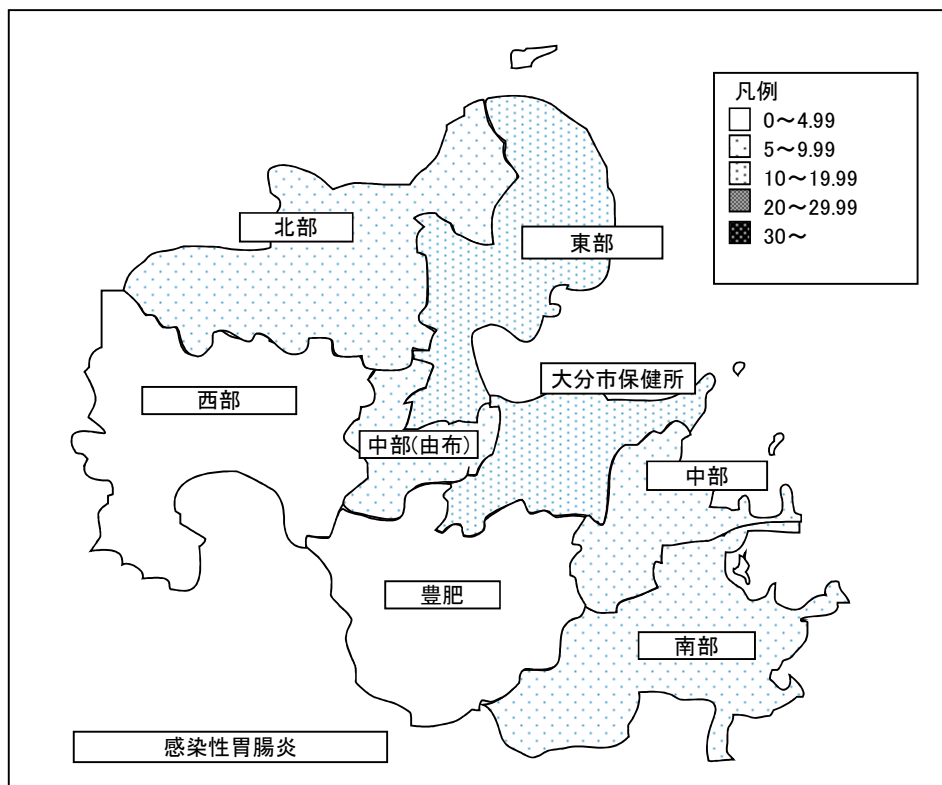 凡例
0～4.99
5～9.99
10～19.99
20～29.99
30～
北部
東部
大分市保健所
西部
中部(由布)
中部
豊肥
南部
感染性胃腸炎